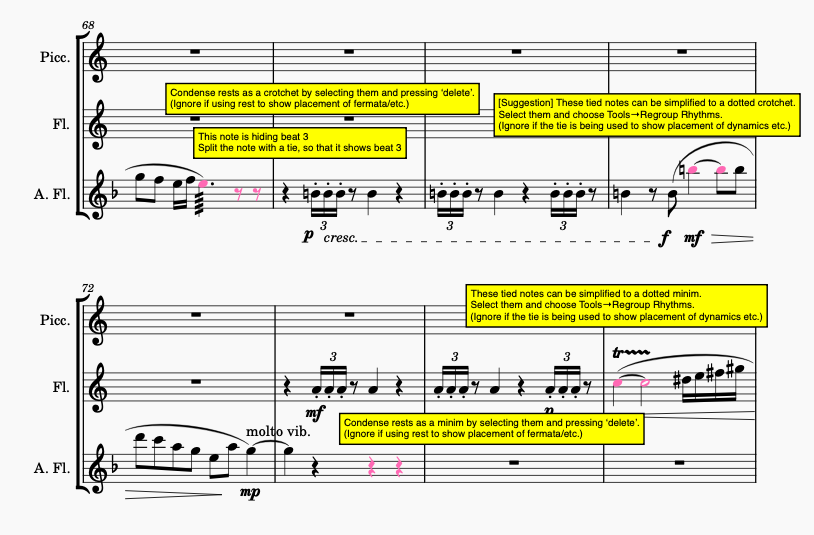 68
Picc.
Condense rests as a crotchet by selecting them and pressing ‘delete’.
(Ignore if using rest to show placement of fermata/etc.)
[Suggestion] These tied notes can be simplified to a dotted crotchet.
Select them and choose Tools→Regroup Rhythms.
(Ignore if the tie is being used to show placement of dynamics etc.)
Fl.
This note is hiding beat 3
Split the note with a tie, so that it shows beat 3
A. Fl.
3 3 3
p cresc. f mf
72
Picc.
These tied notes can be simplified to a dotted minim.
Select them and choose Tools→Regroup Rhythms.
(Ignore if the tie is being used to show placement of dynamics etc.)
3 3 3 tr
Fl.
mf p
Condense rests as a minim by selecting them and pressing ‘delete’.
(Ignore if using rest to show placement of fermata/etc.)
molto vib.
A. Fl.
mp